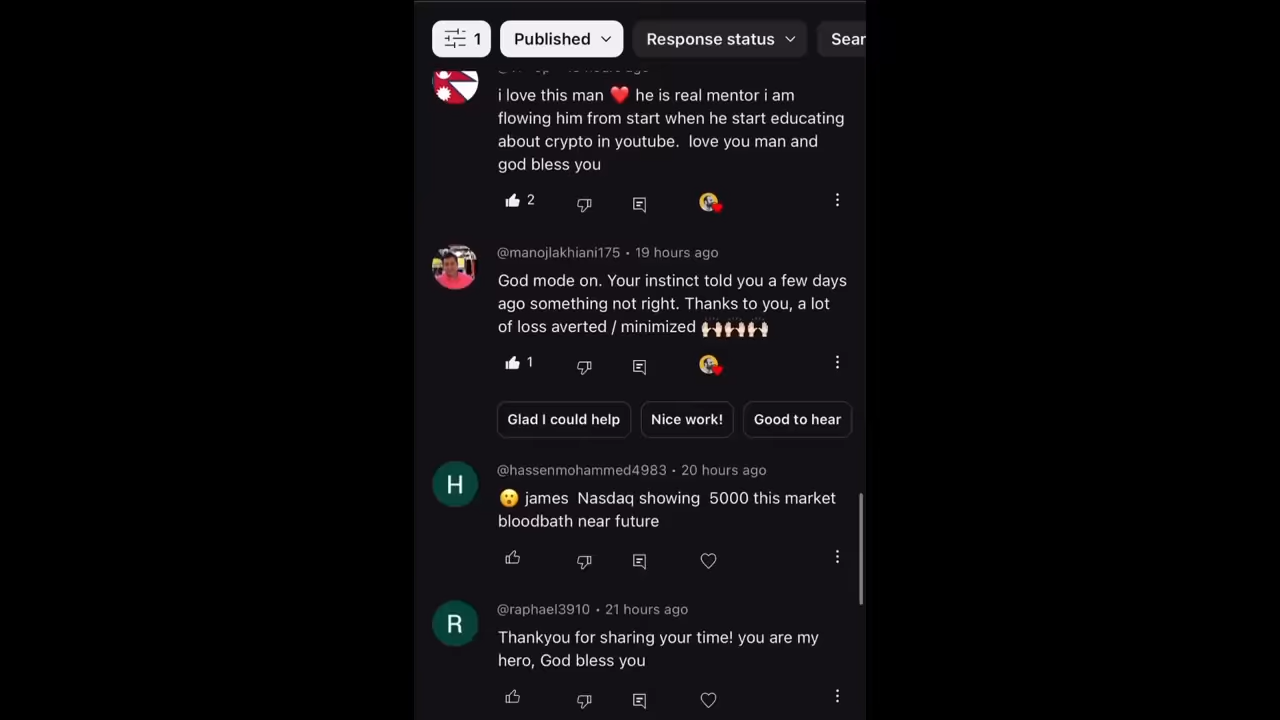 1
Published
Response status
Sear
i love this man ❤️ he is real mentor i am
flowing him from start when he start educating
about crypto in youtube. love you man and
god bless you
2
@manojlakhiani175 • 19 hours ago
God mode on. Your instinct told you a few days
ago something not right. Thanks to you, a lot
of loss averted / minimized 🙌🏻🙌🏻🙌🏻
1
Glad I could help
Nice work!
Good to hear
H
@hassenmohammed4983 • 20 hours ago
😮 james Nasdaq showing 5000 this market
bloodbath near future
R
@raphael3910 • 21 hours ago
Thankyou for sharing your time! you are my
hero, God bless you